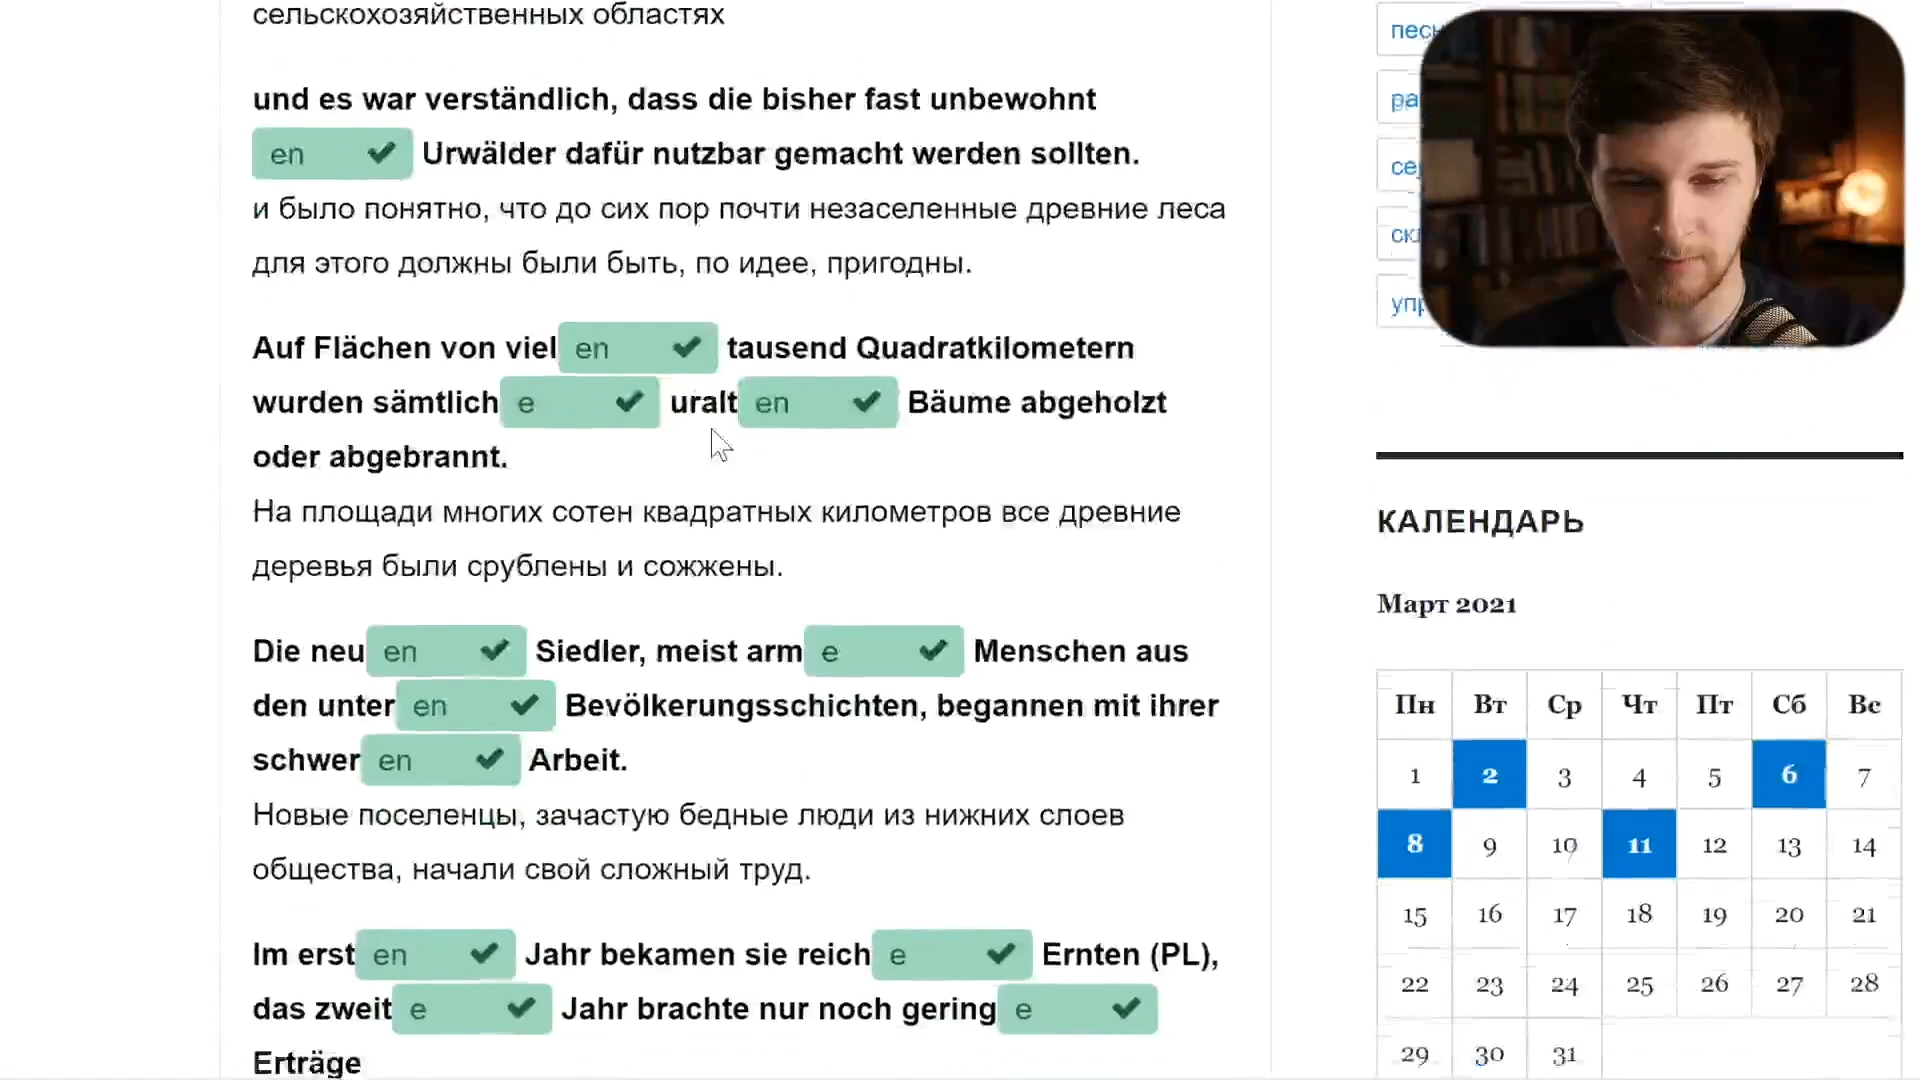 сельскохозяйственных областях
und es war verständlich, dass die bisher fast unbewohnt
en ✔ Urwälder dafür nutzbar gemacht werden sollten.
и было понятно, что до сих пор почти незаселенные древние леса
для этого должны были быть, по идее, пригодны.
Auf Flächen von viel en ✔ tausend Quadratkilometern
wurden sämtlich e ✔ uralt en ✔ Bäume abgeholzt
oder abgebrannt.
На площади многих сотен квадратных километров все древние
деревья были срублены и сожжены.
Die neu en ✔ Siedler, meist arm e ✔ Menschen aus
den unter en ✔ Bevölkerungsschichten, begannen mit ihrer
schwer en ✔ Arbeit.
Новые поселенцы, зачастую бедные люди из нижних слоев
общества, начали свой сложный труд.
Im erst en ✔ Jahr bekamen sie reich e ✔ Ernten (PL),
das zweit e ✔ Jahr brachte nur noch gering e ✔
Erträge
КАЛЕНДАРЬ
Март 2021
Пн Вт Ср Чт Пт Сб Вс
1 2 3 4 5 6 7
8 9 10 11 12 13 14
15 16 17 18 19 20 21
22 23 24 25 26 27 28
29 30 31